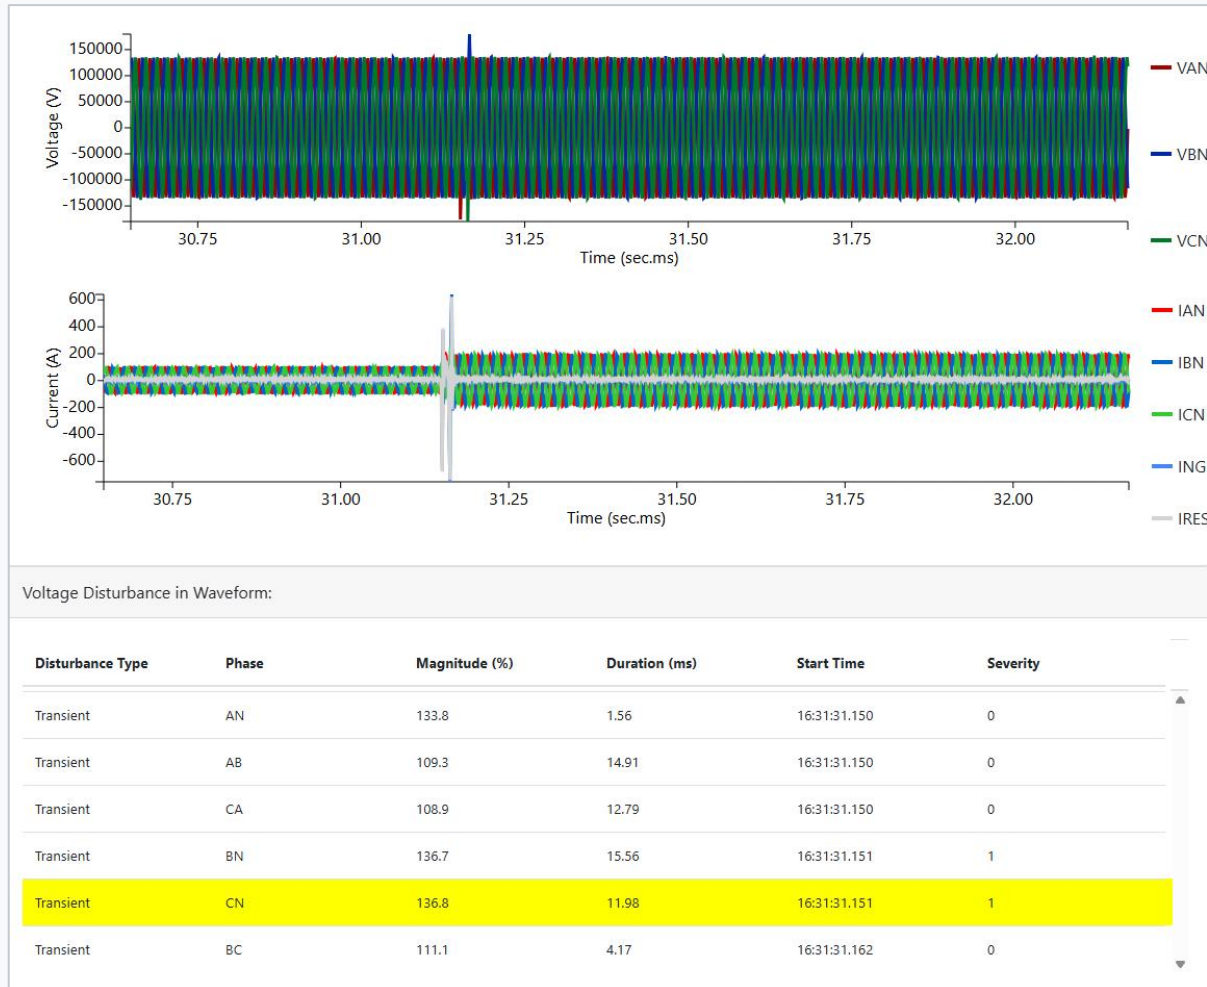 150000
100000
50000
0
-50000
-100000
-150000
Voltage (V)
30.75 31.00 31.25 31.50 31.75 32.00
Time (sec.ms)
VAN
VBN
VCN
600
400
200
0
-200
-400
-600
Current (A)
30.75 31.00 31.25 31.50 31.75 32.00
Time (sec.ms)
IAN
IBN
ICN
ING
IRES
Voltage Disturbance in Waveform:
Disturbance Type Phase Magnitude (%) Duration (ms) Start Time Severity
Transient AN 133.8 1.56 16:31:31.150 0
Transient AB 109.3 14.91 16:31:31.150 0
Transient CA 108.9 12.79 16:31:31.150 0
Transient BN 136.7 15.56 16:31:31.151 1
Transient CN 136.8 11.98 16:31:31.151 1
Transient BC 111.1 4.17 16:31:31.162 0